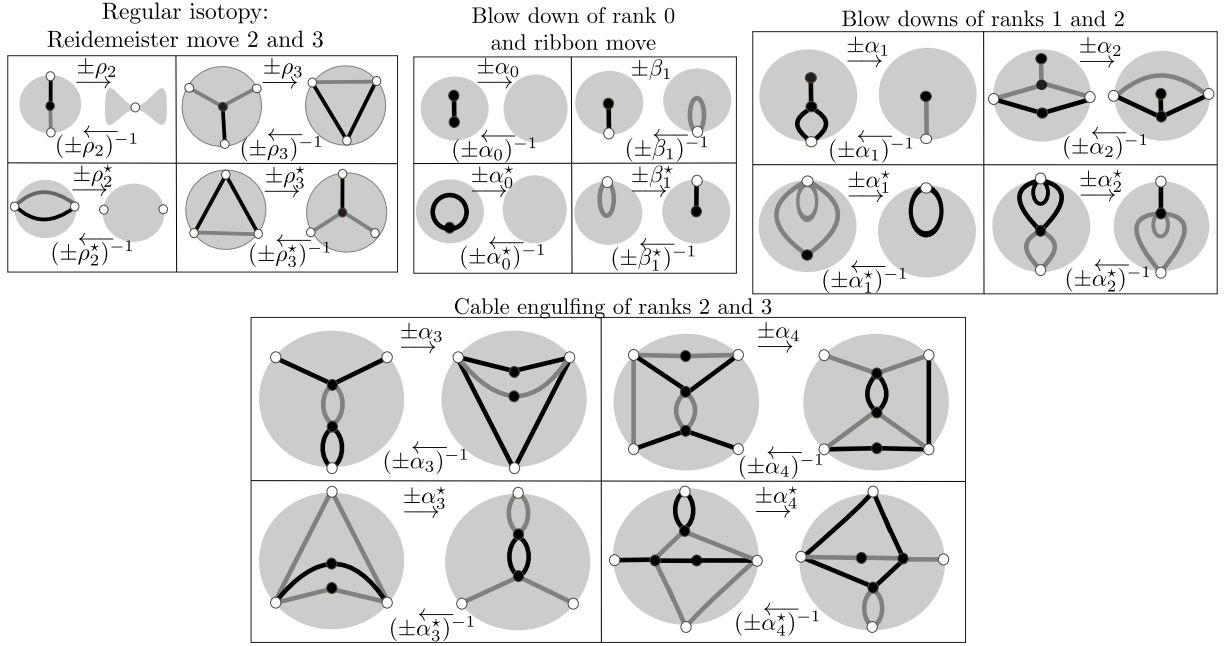 Regular isotopy:
Reidemeister move 2 and 3
±ρ₂
(±ρ₂)⁻¹
±ρ₃
(±ρ₃)⁻¹
±ρ₂⋆
(±ρ₂⋆)⁻¹
±ρ₃⋆
(±ρ₃⋆)⁻¹
Blow down of rank 0
and ribbon move
±α₀
(±α₀)⁻¹
±β₁
(±β₁)⁻¹
±α₀⋆
(±α₀⋆)⁻¹
±β₁⋆
(±β₁⋆)⁻¹
Blow downs of ranks 1 and 2
±α₁
(±α₁)⁻¹
±α₂
(±α₂)⁻¹
±α₁⋆
(±α₁⋆)⁻¹
±α₂⋆
(±α₂⋆)⁻¹
Cable engulfing of ranks 2 and 3
±α₃
(±α₃)⁻¹
±α₄
(±α₄)⁻¹
±α₃⋆
(±α₃⋆)⁻¹
±α₄⋆
(±α₄⋆)⁻¹